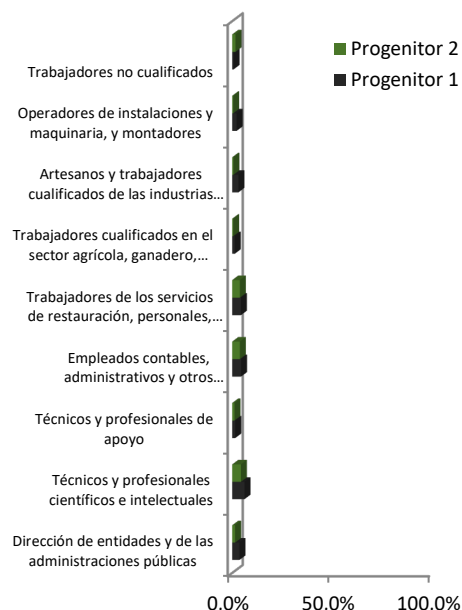 Progenitor 2
Progenitor 1
Trabajadores no cualificados
Operadores de instalaciones y
maquinaria, y montadores
Artesanos y trabajadores
cualificados de las industrias…
Trabajadores cualificados en el
sector agrícola, ganadero,…
Trabajadores de los servicios
de restauración, personales,…
Empleados contables,
administrativos y otros…
Técnicos y profesionales de
apoyo
Técnicos y profesionales
científicos e intelectuales
Dirección de entidades y de las
administraciones públicas
0.0% 50.0% 100.0%